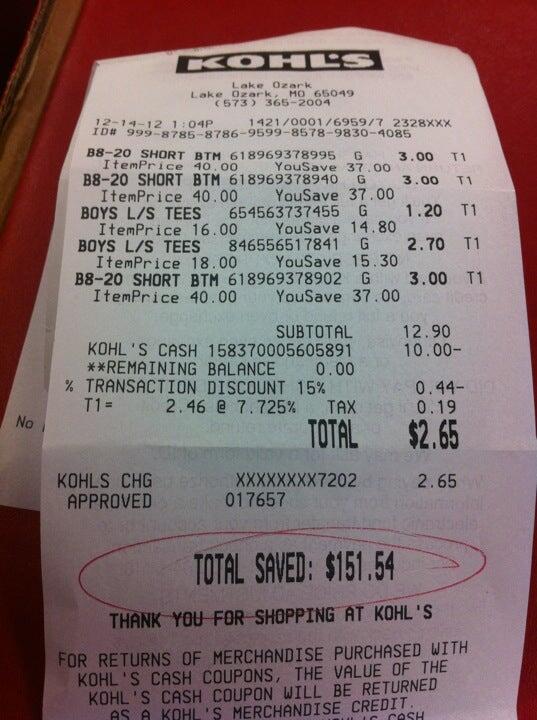 KOHL'S
Lake Ozark
Lake Ozark, MO 65049
(573) 365-2004
12-14-12 1:04P 1421/0001/6959/7 2328XXX
ID# 999-8785-8786-9599-8578-9830-4085
B8-20 SHORT BTM 618969378995 G 3.00 T1
ItemPrice 40.00 YouSave 37.00
B8-20 SHORT BTM 618969378940 G 3.00 T1
ItemPrice 40.00 YouSave 37.00
BOYS L/S TEES 654563737455 G 1.20 T1
ItemPrice 16.00 YouSave 14.80
BOYS L/S TEES 846556517841 G 2.70 T1
ItemPrice 18.00 YouSave 15.30
B8-20 SHORT BTM 618969378902 G 3.00 T1
ItemPrice 40.00 YouSave 37.00
SUBTOTAL 12.90
KOHL'S CASH 158370005605891 10.00-
**REMAINING BALANCE 0.00
% TRANSACTION DISCOUNT 15% 0.44-
T1= 2.46 @ 7.725% TAX 0.19
TOTAL $2.65
No
KOHLS CHG XXXXXXXX7202 2.65
APPROVED 017657
TOTAL SAVED: $151.54
THANK YOU FOR SHOPPING AT KOHL'S
FOR RETURNS OF MERCHANDISE PURCHASED WITH
KOHL'S CASH COUPONS, THE VALUE OF THE
KOHL'S CASH COUPON WILL BE RETURNED
AS A KOHL'S MERCHANDISE CREDIT.
CASH